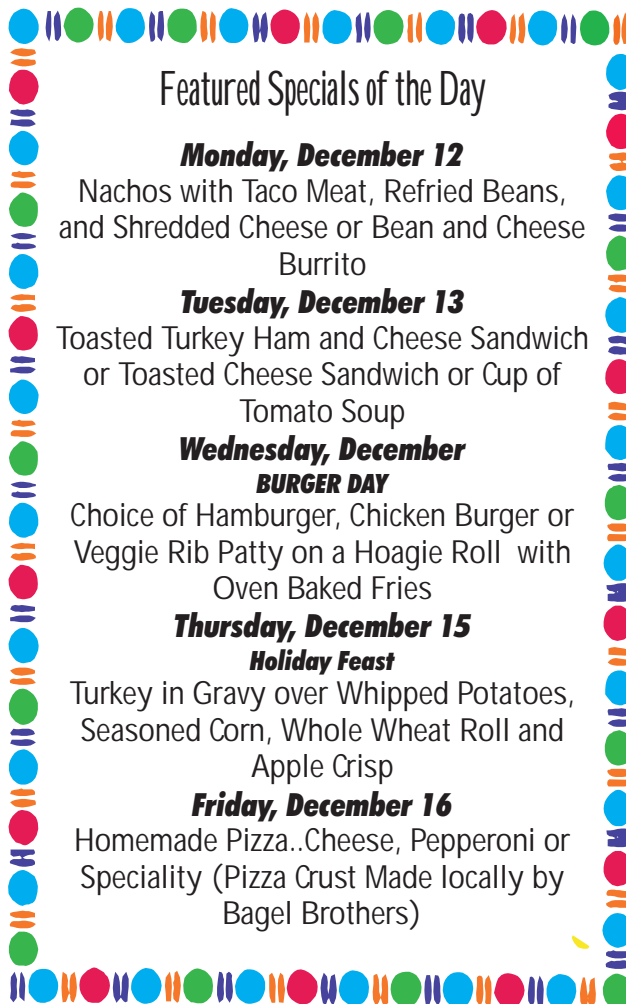 Featured Specials of the Day
Monday, December 12
Nachos with Taco Meat, Refried Beans,
and Shredded Cheese or Bean and Cheese
Burrito
Tuesday, December 13
Toasted Turkey Ham and Cheese Sandwich
or Toasted Cheese Sandwich or Cup of
Tomato Soup
Wednesday, December
BURGER DAY
Choice of Hamburger, Chicken Burger or
Veggie Rib Patty on a Hoagie Roll with
Oven Baked Fries
Thursday, December 15
Holiday Feast
Turkey in Gravy over Whipped Potatoes,
Seasoned Corn, Whole Wheat Roll and
Apple Crisp
Friday, December 16
Homemade Pizza..Cheese, Pepperoni or
Speciality (Pizza Crust Made locally by
Bagel Brothers)